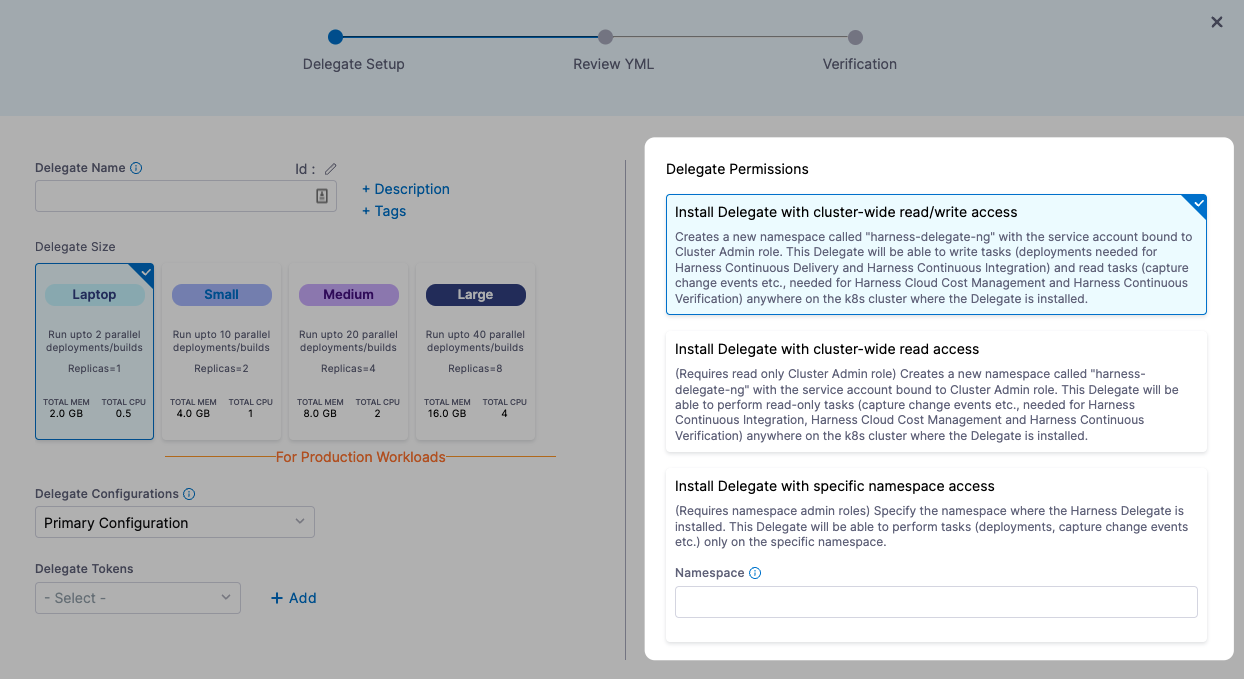 Delegate Setup
Review YML
Verification
Delegate Name
Id :
+ Description
+ Tags
Delegate Size
Laptop
Run upto 2 parallel
deployments/builds
Replicas=1
TOTAL MEM
2.0 GB
TOTAL CPU
0.5
Small
Run upto 10 parallel
deployments/builds
Replicas=2
TOTAL MEM
4.0 GB
TOTAL CPU
1
Medium
Run upto 20 parallel
deployments/builds
Replicas=4
TOTAL MEM
8.0 GB
TOTAL CPU
2
Large
Run upto 40 parallel
deployments/builds
Replicas=8
TOTAL MEM
16.0 GB
TOTAL CPU
4
For Production Workloads
Delegate Configurations
Primary Configuration
Delegate Tokens
- Select -
+ Add
Delegate Permissions
Install Delegate with cluster-wide read/write access
Creates a new namespace called "harness-delegate-ng" with the service account bound to
Cluster Admin role. This Delegate will be able to write tasks (deployments needed for
Harness Continuous Delivery and Harness Continuous Integration) and read tasks (capture
change events etc., needed for Harness Cloud Cost Management and Harness Continuous
Verification) anywhere on the k8s cluster where the Delegate is installed.
Install Delegate with cluster-wide read access
(Requires read only Cluster Admin role) Creates a new namespace called "harness-
delegate-ng" with the service account bound to Cluster Admin role. This Delegate will be
able to perform read-only tasks (capture change events etc., needed for Harness
Continuous Integration, Harness Cloud Cost Management and Harness Continuous
Verification) anywhere on the k8s cluster where the Delegate is installed.
Install Delegate with specific namespace access
(Requires namespace admin roles) Specify the namespace where the Harness Delegate is
installed. This Delegate will be able to perform tasks (deployments, capture change events
etc.) only on the specific namespace.
Namespace